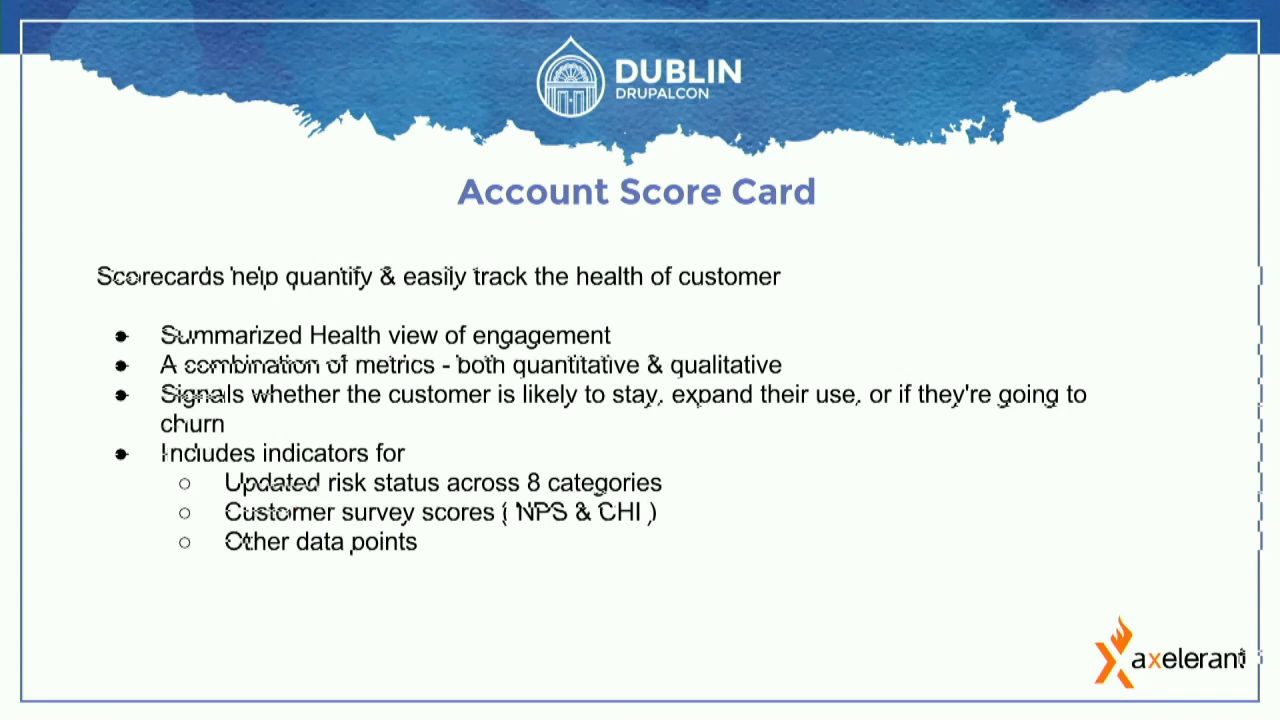 DUBLIN
DRUPALCON
Account Score Card
Scorecards help quantify & easily track the health of customer
● Summarized Health view of engagement
● A combination of metrics - both quantitative & qualitative
● Signals whether the customer is likely to stay, expand their use, or if they're going to
churn
● Includes indicators for
○ Updated risk status across 8 categories
○ Customer survey scores ( NPS & CHI )
○ Other data points
axelerant